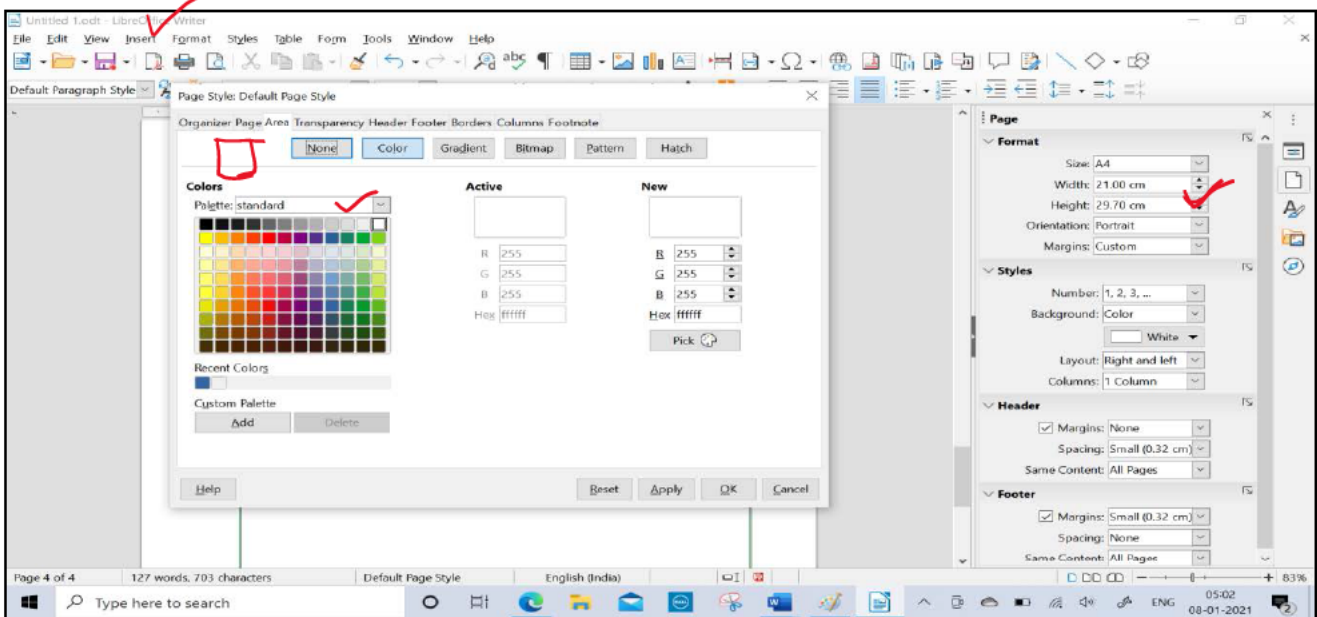 Untitled 1.odt - LibreOffice Writer
File Edit View Insert Format Styles Table Form Tools Window Help
Default Paragraph Style
Page Style: Default Page Style
Organizer Page Area Transparency Header Footer Borders Columns Footnote
None Color Gradient Bitmap Pattern Hatch
Colors
Palette: standard
Active
New
R 255
G 255
B 255
Hex ffffff
R 255
G 255
B 255
Hex ffffff
Pick
Recent Colors
Custom Palette
Add Delete
Help Reset Apply OK Cancel
Page
Format
Size: A4
Width: 21.00 cm
Height: 29.70 cm
Orientation: Portrait
Margins: Custom
Styles
Number: 1, 2, 3, ...
Background: Color
White
Layout: Right and left
Columns: 1 Column
Header
Margins: None
Spacing: Small (0.32 cm)
Same Content: All Pages
Footer
Margins: Small (0.32 cm)
Spacing: None
Same Content: All Pages
Page 4 of 4 127 words, 703 characters Default Page Style English (India) 83%
Type here to search ENG 05:02
08-01-2021